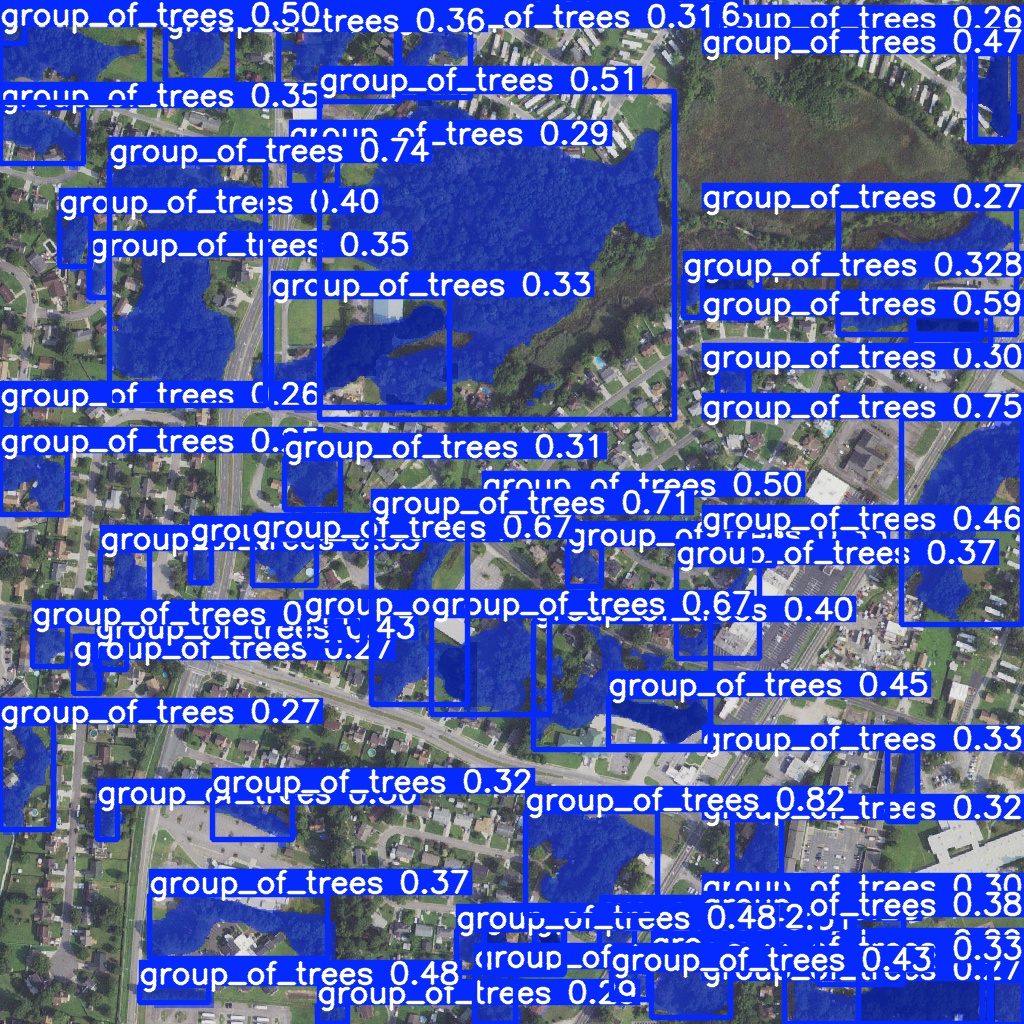 group_of_trees 0.50
trees 0.36
_of_trees 0.31
0.26
group_of_trees 0.47
group_of_trees 0.51
group_of_trees 0.35
group_of_trees 0.29
group_of_trees 0.74
group_of_trees 0.40
group_of_trees 0.27
group_of_trees 0.35
group_of_trees 0.328
group_of_trees 0.33
group_of_trees 0.59
group_of_trees 0.30
group_of_trees 0.26
group_of_trees 0.75
group_of_trees
group_of_trees 0.31
group_of_trees 0.50
group_of_trees 0.71
group_of_trees 0.46
group_of_trees 0.67
group_of_trees 0.37
group_of_trees
group_of_trees 0.67
0.40
0.43
group_of_trees 0.27
group_of_trees 0.45
group_of_trees 0.27
group_of_trees 0.33
group_of_trees 0.32
group_of_trees
group_of_trees 0.82
trees 0.32
group_of_trees 0.37
group_of_trees 0.30
0.38
group_of_trees 0.48
0.33
group_of_trees 0.43
group_of_trees 0.48
group_of_trees 0.29